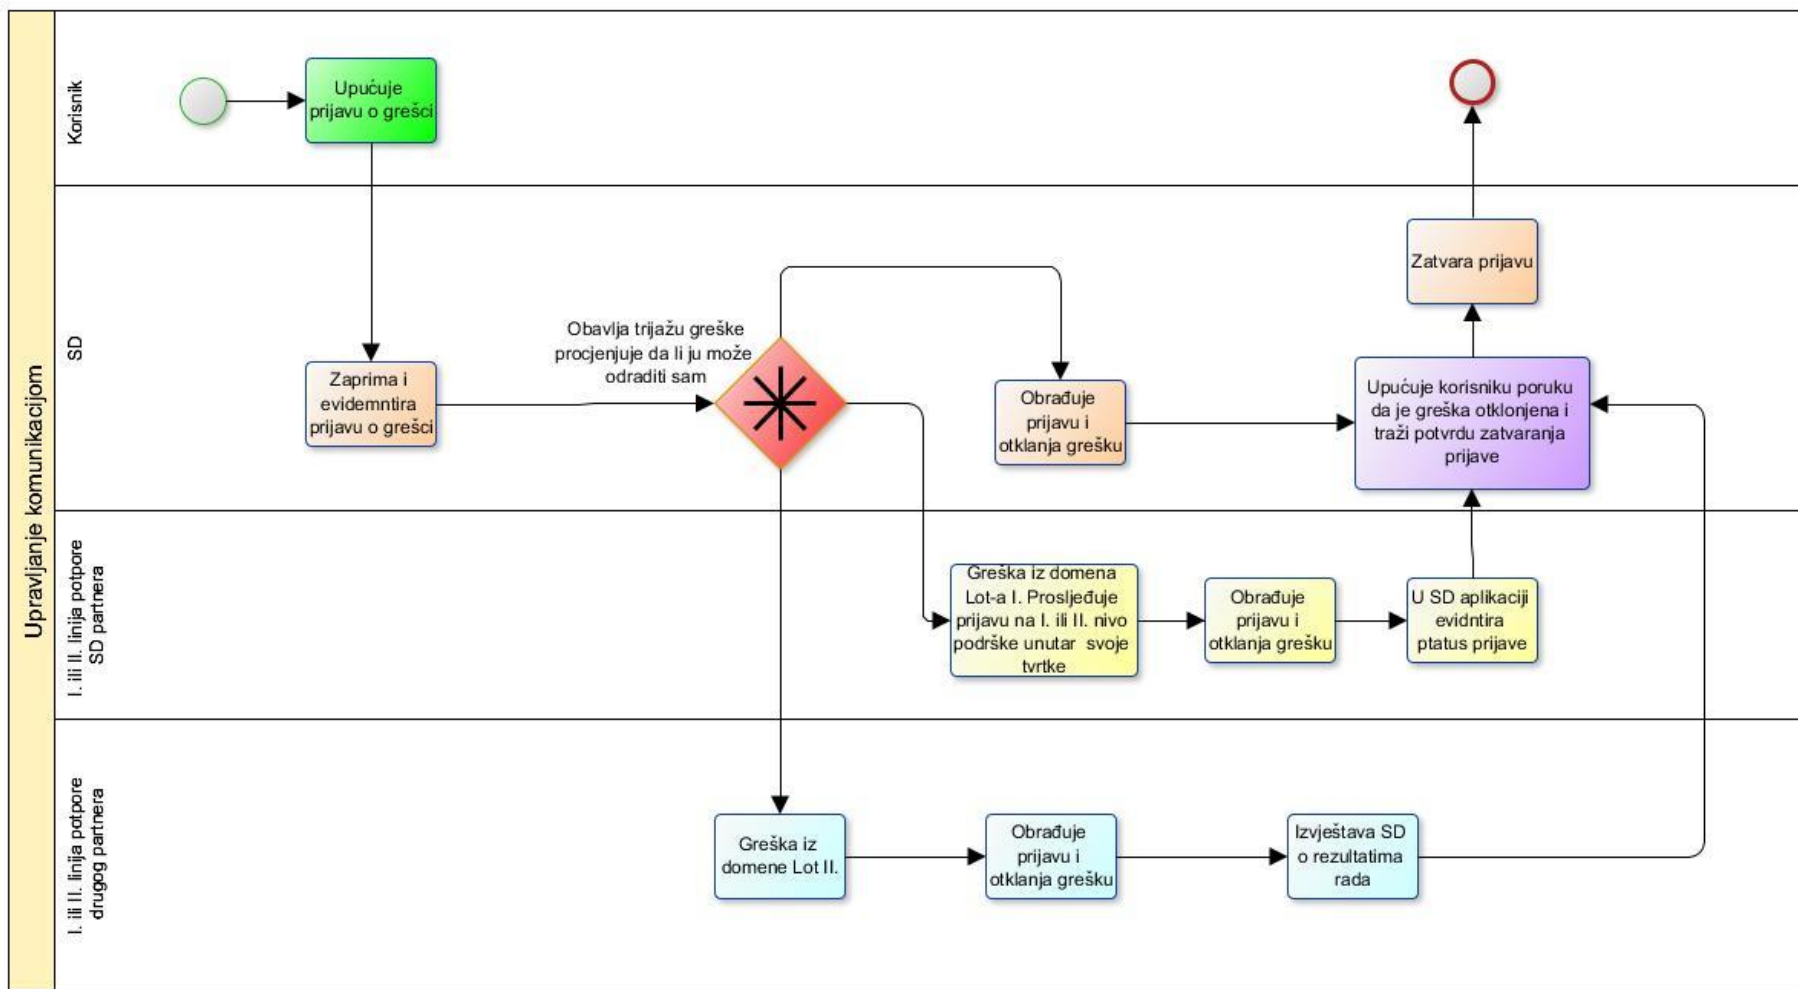 Upravljanje komunikacijom
Korisnik
Upućuje
prijavu o grešci
SD
Zaprima i
evidemntira
prijavu o grešci
Obavlja trijažu greške
procjenjuje da li ju može
odraditi sam
Obrađuje
prijavu i
otklanja grešku
Upućuje korisniku poruku
da je greška otklonjena i
traži potvrdu zatvaranja
prijave
Zatvara prijavu
I. ili II. linija potpore
SD partnera
Greška iz domena
Lot-a I. Prosljeđuje
prijavu na I. ili II. nivo
podrške unutar svoje
tvrtke
Obrađuje
prijavu i
otklanja grešku
U SD aplikaciji
evidntira
ptatus prijave
I. ili II. linija potpore
drugog partnera
Greška iz
domene Lot II.
Obrađuje
prijavu i
otklanja grešku
Izvještava SD
o rezultatima
rada